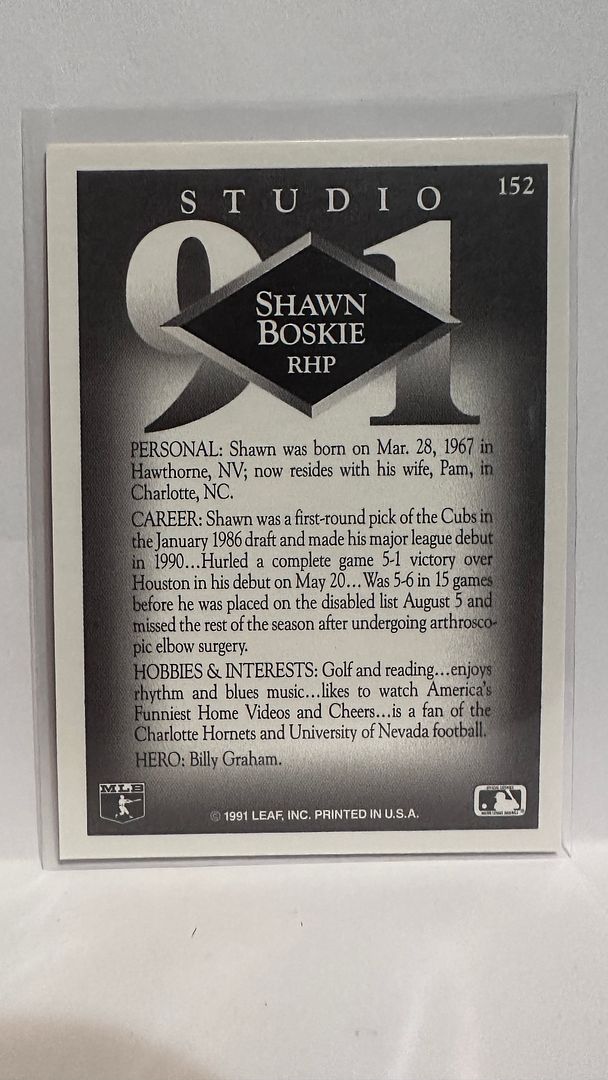 STUDIO
152
91
SHAWN
BOSKIE
RHP
PERSONAL: Shawn was born on Mar. 28, 1967 in
Hawthorne, NV; now resides with his wife, Pam, in
Charlotte, NC.
CAREER: Shawn was a first-round pick of the Cubs in
the January 1986 draft and made his major league debut
in 1990...Hurled a complete game 5-1 victory over
Houston in his debut on May 20...Was 5-6 in 15 games
before he was placed on the disabled list August 5 and
missed the rest of the season after undergoing arthrosco-
pic elbow surgery.
HOBBIES & INTERESTS: Golf and reading...enjoys
rhythm and blues music...likes to watch America's
Funniest Home Videos and Cheers...is a fan of the
Charlotte Hornets and University of Nevada football.
HERO: Billy Graham.
MLB
© 1991 LEAF, INC. PRINTED IN U.S.A.